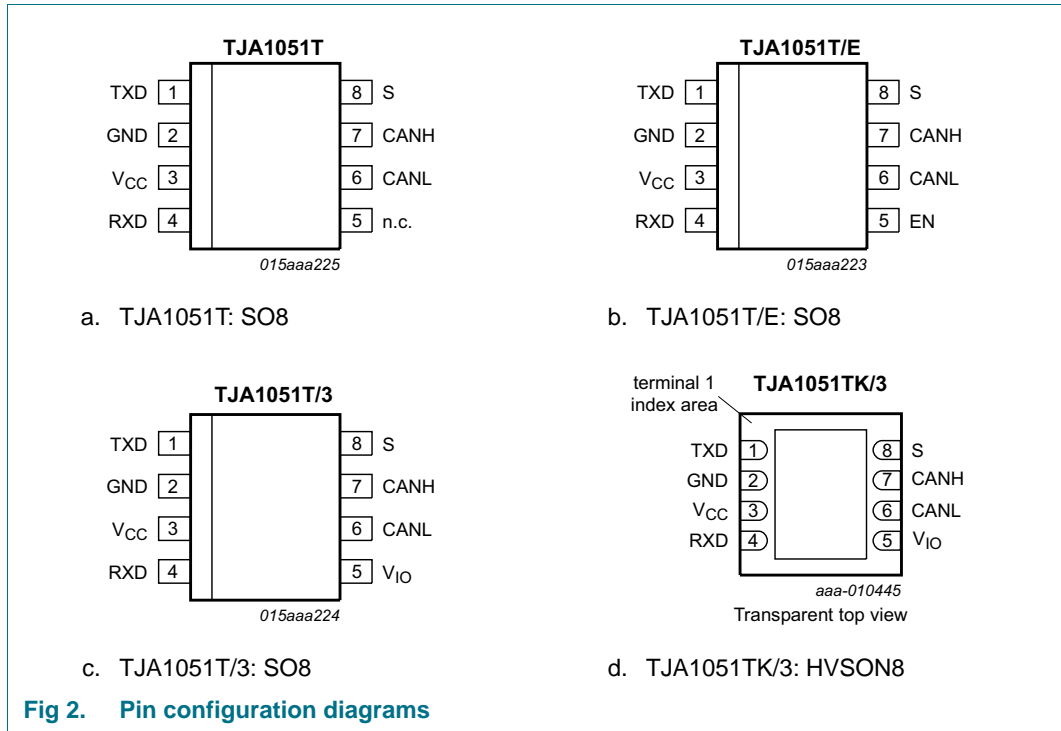 TJA1051T
TXD 1 8 S
GND 2 7 CANH
VCC 3 6 CANL
RXD 4 5 n.c.
015aaa225
a. TJA1051T: SO8
TJA1051T/E
TXD 1 8 S
GND 2 7 CANH
VCC 3 6 CANL
RXD 4 5 EN
015aaa223
b. TJA1051T/E: SO8
TJA1051T/3
TXD 1 8 S
GND 2 7 CANH
VCC 3 6 CANL
RXD 4 5 VIO
015aaa224
c. TJA1051T/3: SO8
terminal 1
index area
TJA1051TK/3
TXD 1 8 S
GND 2 7 CANH
VCC 3 6 CANL
RXD 4 5 VIO
aaa-010445
Transparent top view
d. TJA1051TK/3: HVSON8
Fig 2. Pin configuration diagrams